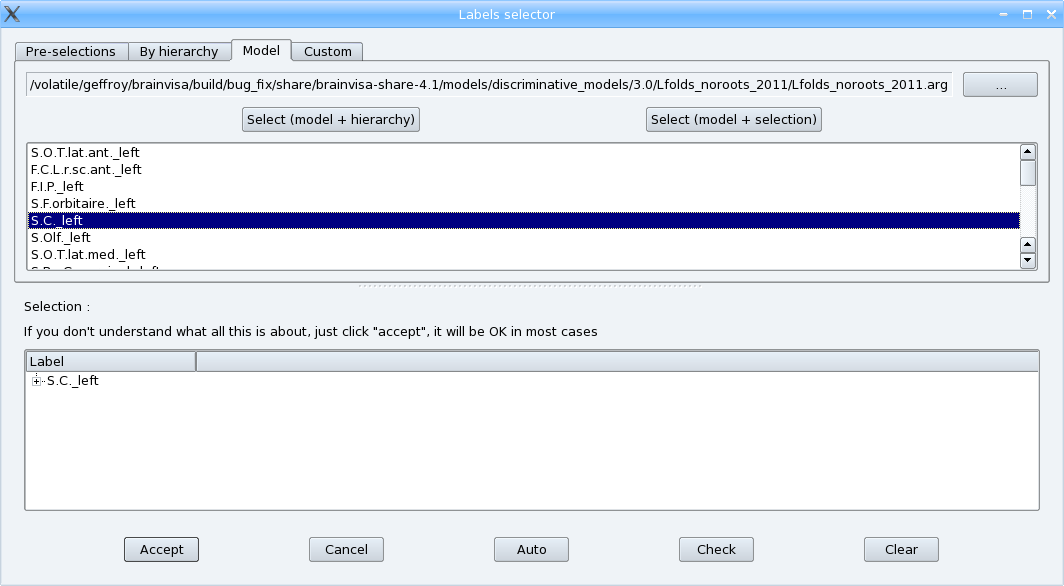 Labels selector
Pre-selections By hierarchy Model Custom
/volatile/geffroy/brainvisa/build/bug_fix/share/brainvisa-share-4.1/models/discriminative_models/3.0/Lfolds_noroots_2011/Lfolds_noroots_2011.arg ...
Select (model + hierarchy) Select (model + selection)
S.O.T.lat.ant._left
F.C.L.r.sc.ant._left
F.I.P._left
S.F.orbitaire._left
S.C._left
S.Olf._left
S.O.T.lat.med._left
Selection :
If you don't understand what all this is about, just click "accept", it will be OK in most cases
Label
S.C._left
Accept Cancel Auto Check Clear